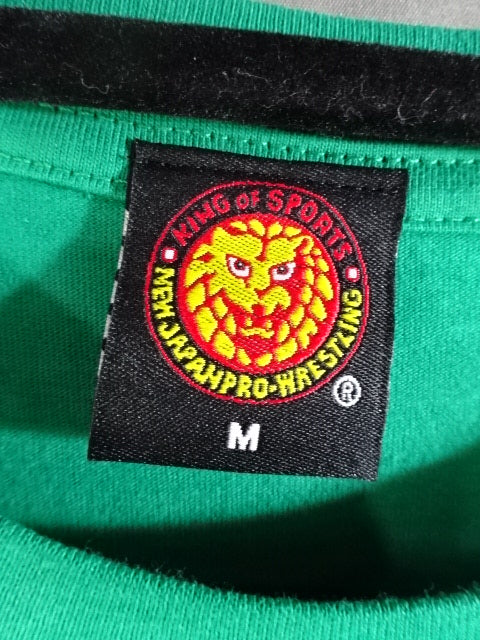 KING OF SPORTS
NEW JAPAN PRO-WRESTLING
®
M